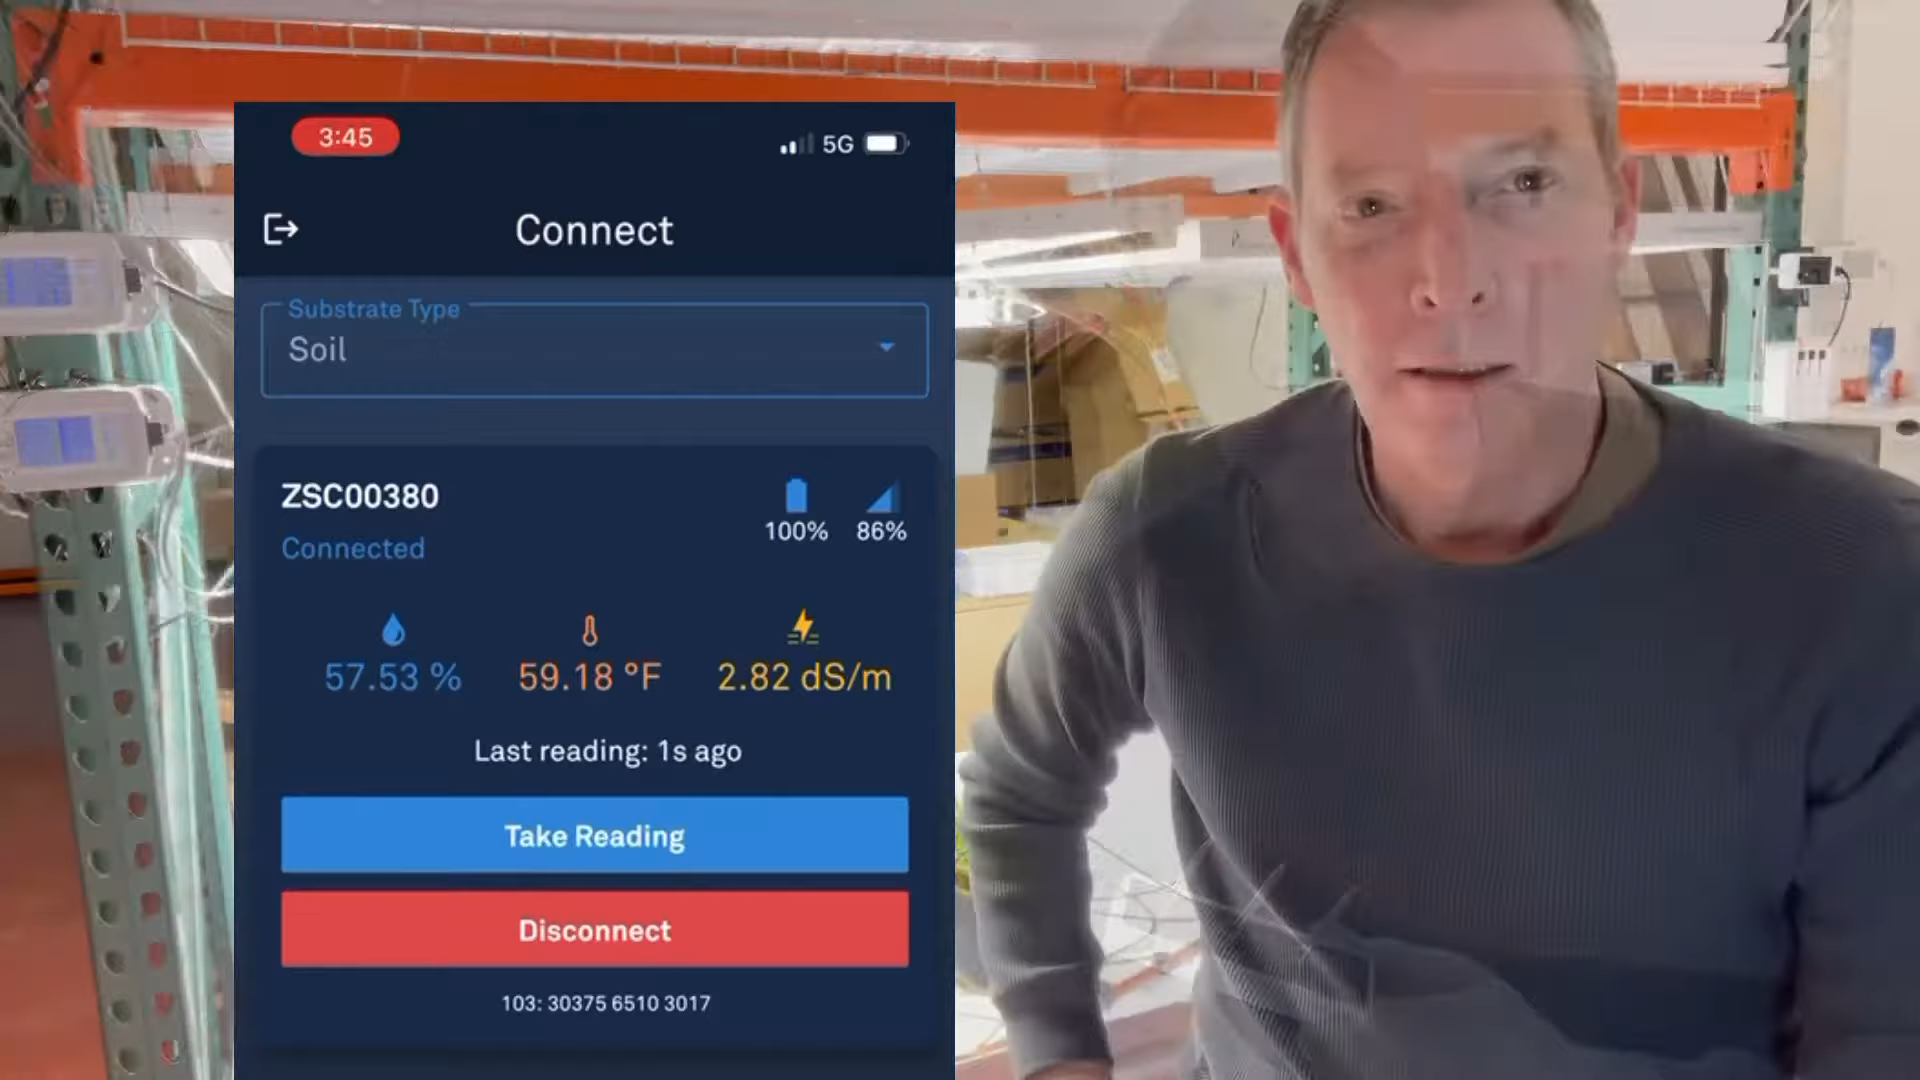 3:45
5G
Connect
Substrate Type
Soil
ZSC00380
100% 86%
Connected
57.53 % 59.18 °F 2.82 dS/m
Last reading: 1s ago
Take Reading
Disconnect
103: 30375 6510 3017